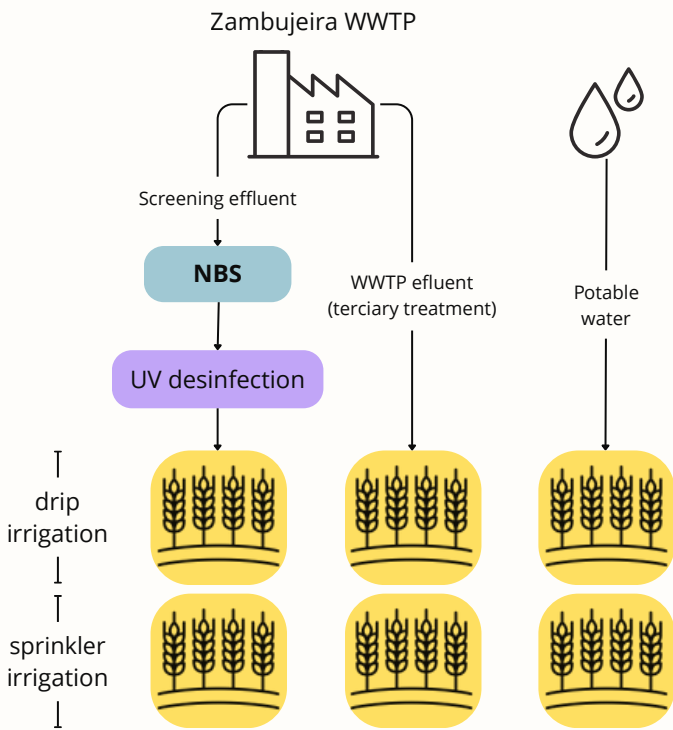 Zambujeira WWTP
Screening effluent
NBS
WWTP efluent
(terciary treatment)
Potable
water
UV desinfection
drip
irrigation
sprinkler
irrigation